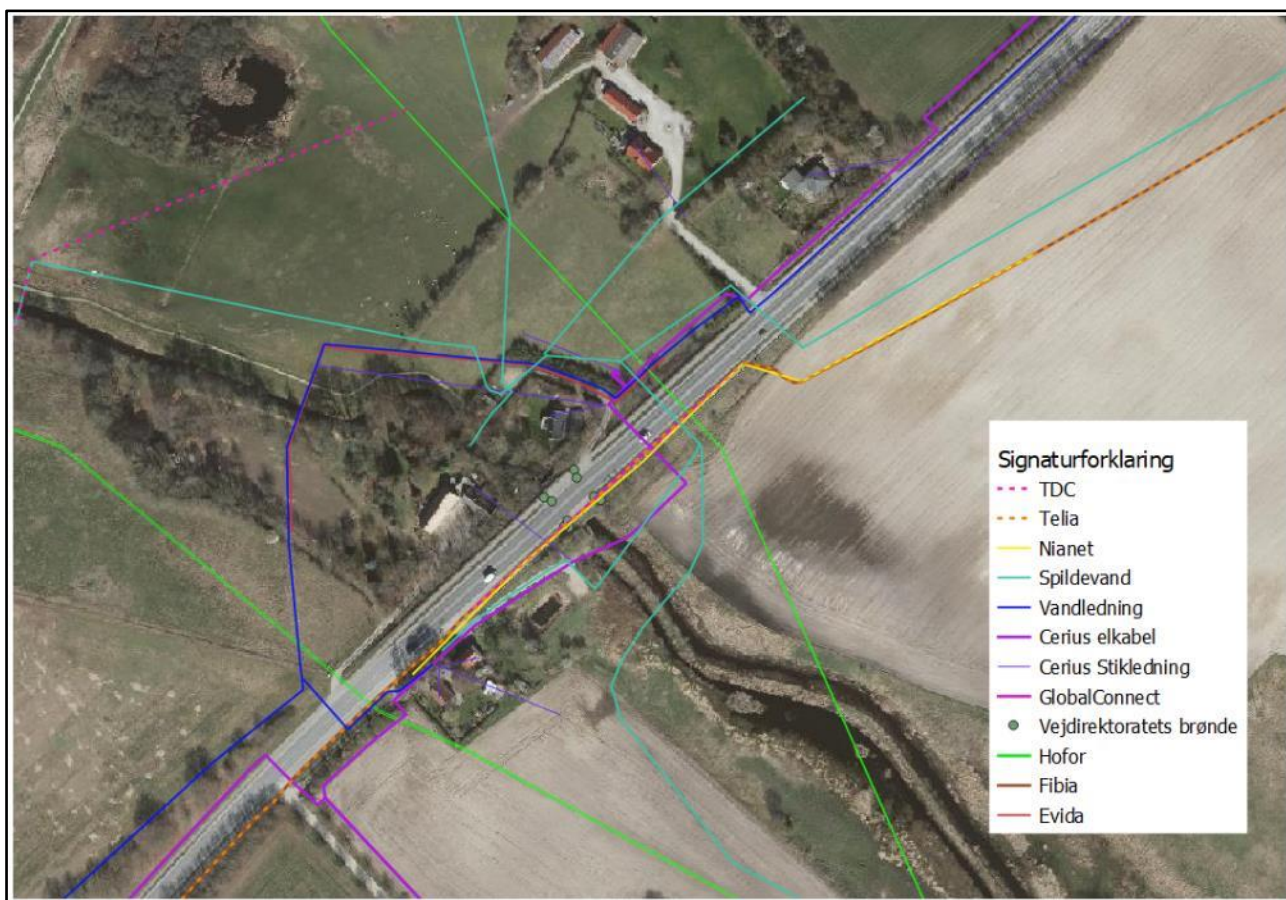 Signaturforklaring
TDC
Telia
Nianet
Spildevand
Vandledning
Cerius elkabel
Cerius Stikledning
GlobalConnect
Vejdirektoratets brønde
Hofor
Fibia
Evida